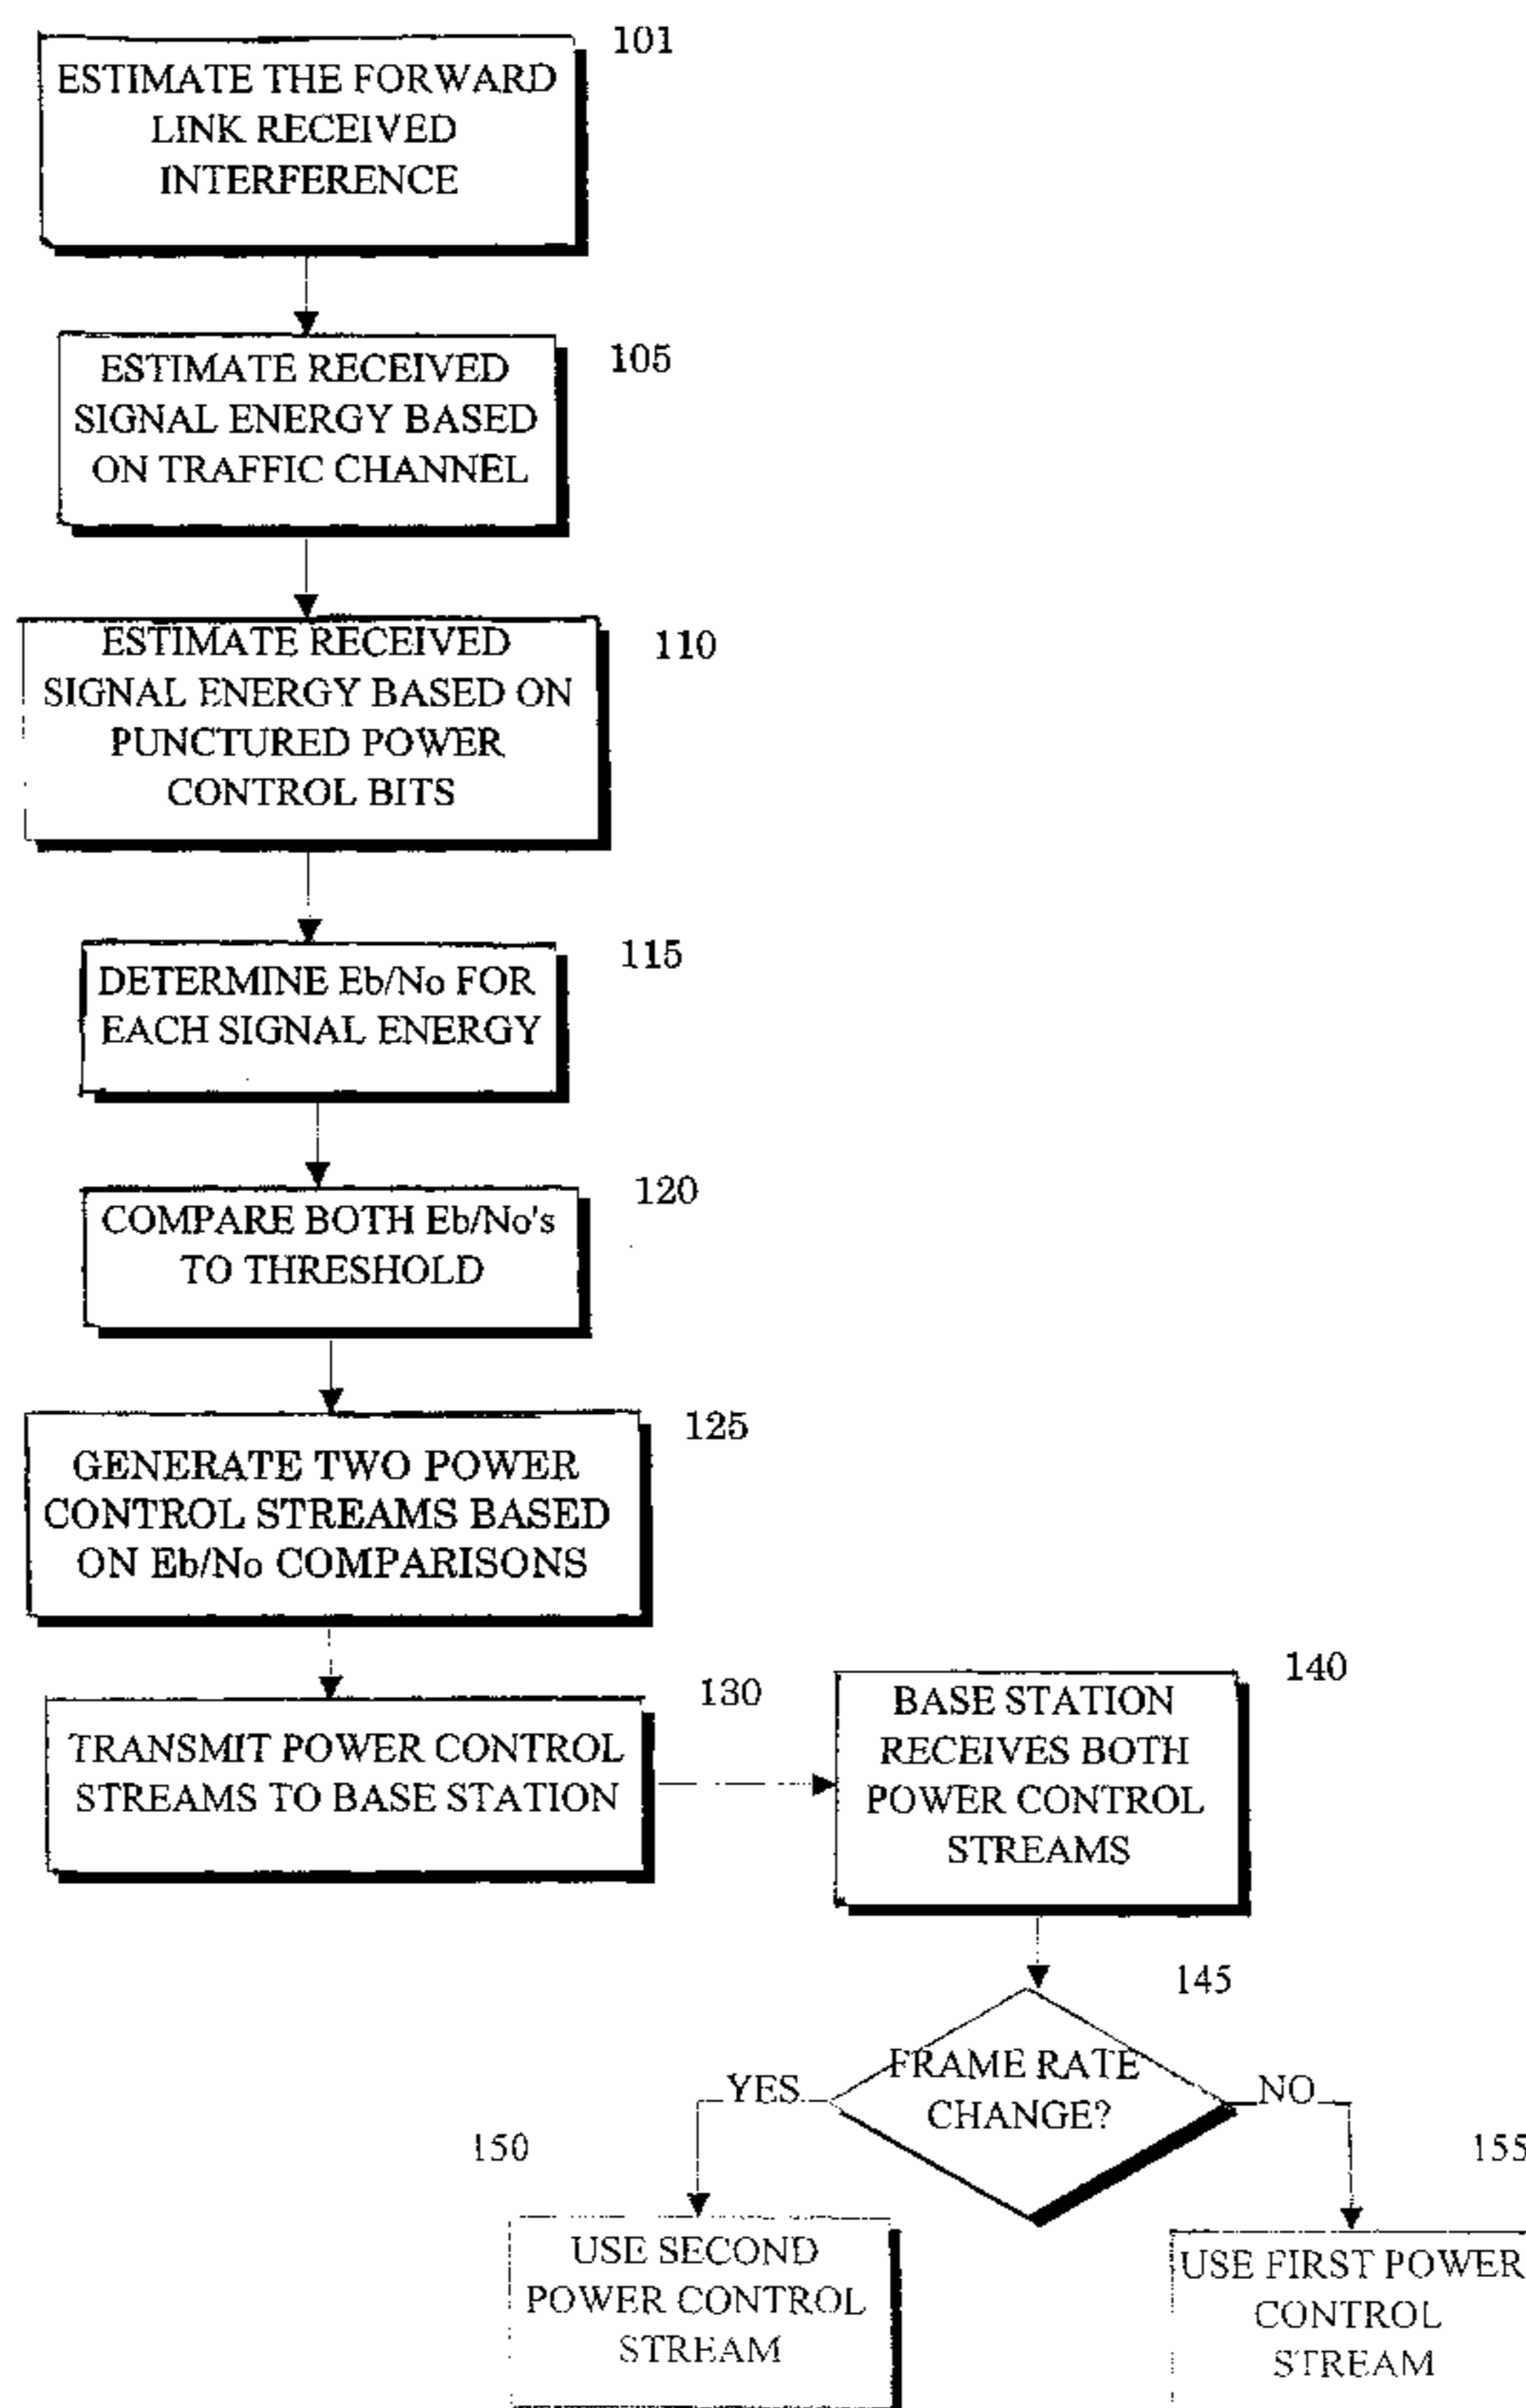 101
ESTIMATE THE FORWARD
LINK RECEIVED
INTERFERENCE
105
ESTIMATE RECEIVED
SIGNAL ENERGY BASED
ON TRAFFIC CHANNEL
110
ESTIMATE RECEIVED
SIGNAL ENERGY BASED ON
PUNCTURED POWER
CONTROL BITS
115
DETERMINE Eb/No FOR
EACH SIGNAL ENERGY
120
COMPARE BOTH Eb/No's
TO THRESHOLD
125
GENERATE TWO POWER
CONTROL STREAMS BASED
ON Eb/No COMPARISONS
130
TRANSMIT POWER CONTROL
STREAMS TO BASE STATION
140
BASE STATION
RECEIVES BOTH
POWER CONTROL
STREAMS
145
FRAME RATE
CHANGE?
YES
NO
150
USE SECOND
POWER CONTROL
STREAM
155
USE FIRST POWER
CONTROL
STREAM